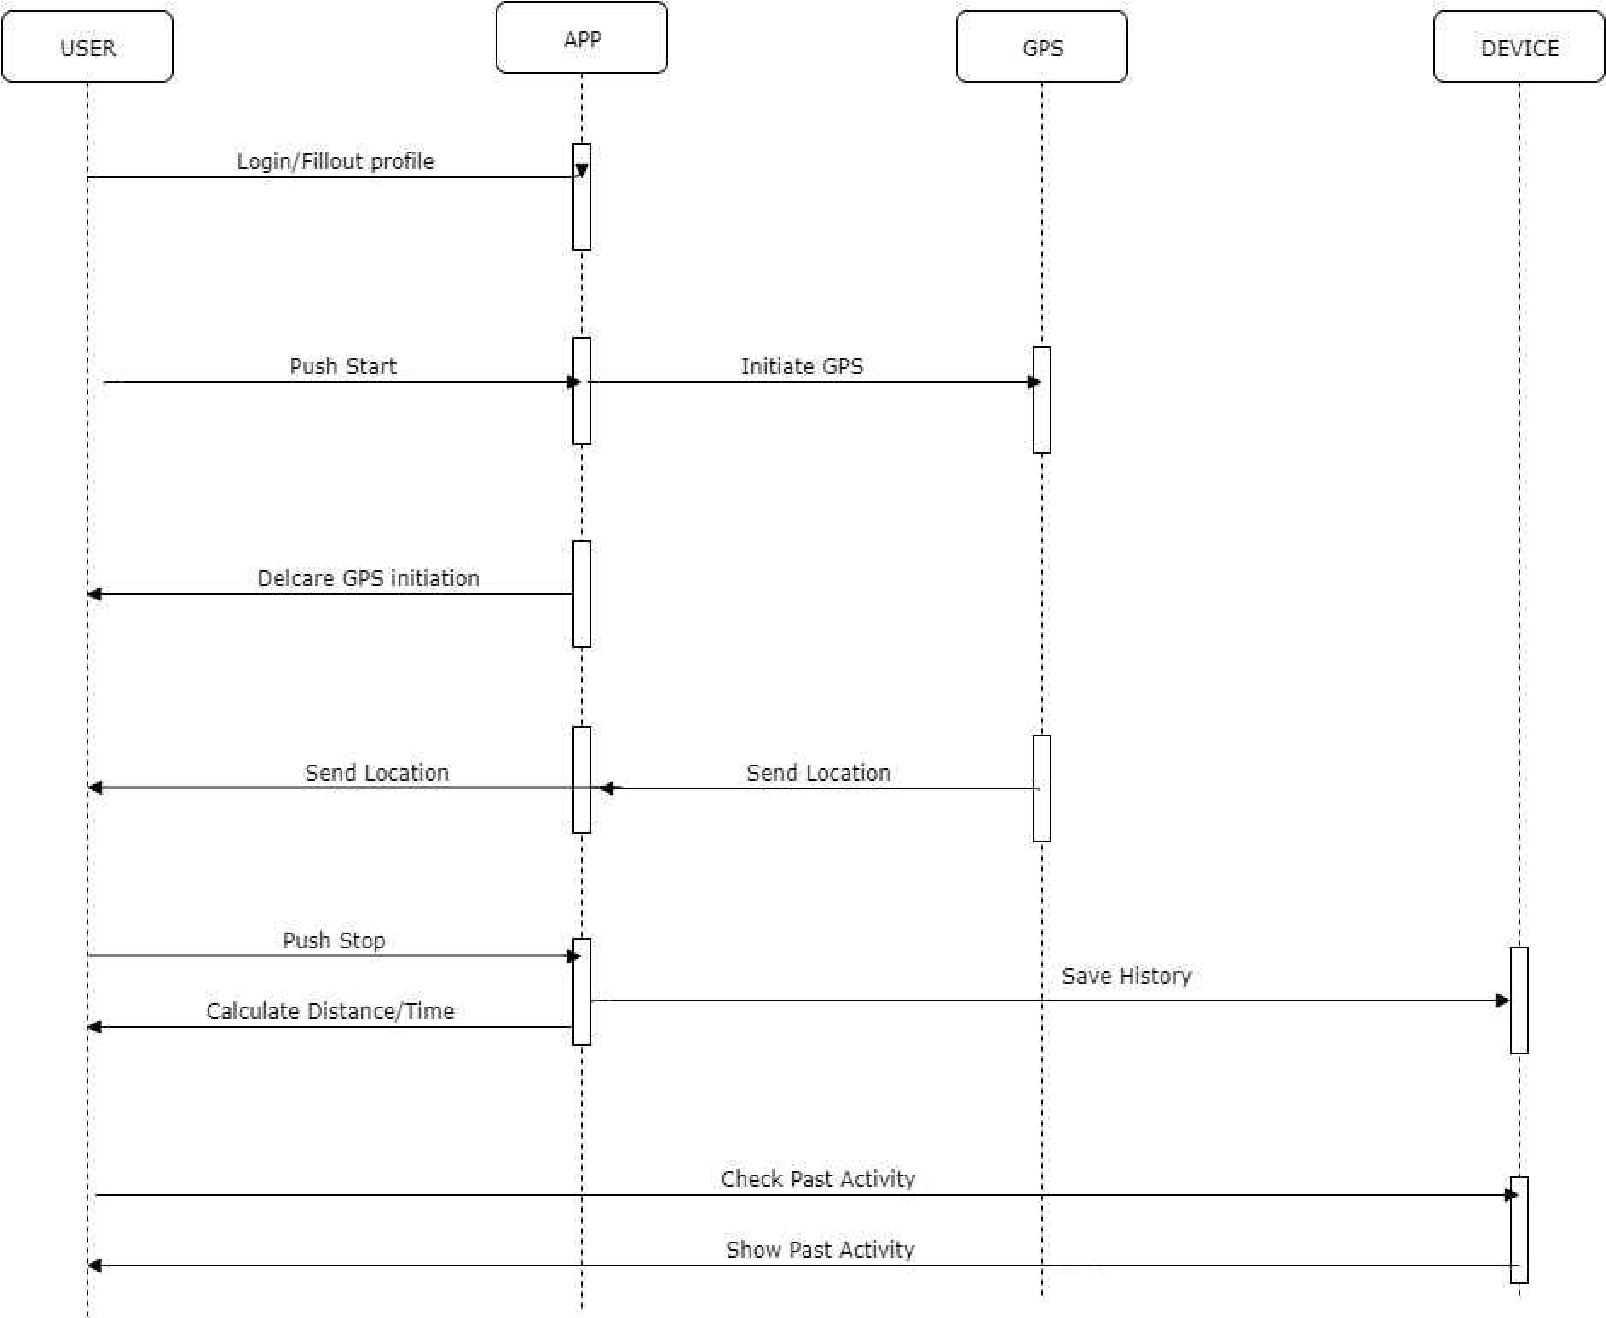 USER
APP
GPS
DEVICE
Login/Fillout profile
Push Start
Initiate GPS
Delcare GPS initiation
Send Location
Send Location
Push Stop
Save History
Calculate Distance/Time
Check Past Activity
Show Past Activity